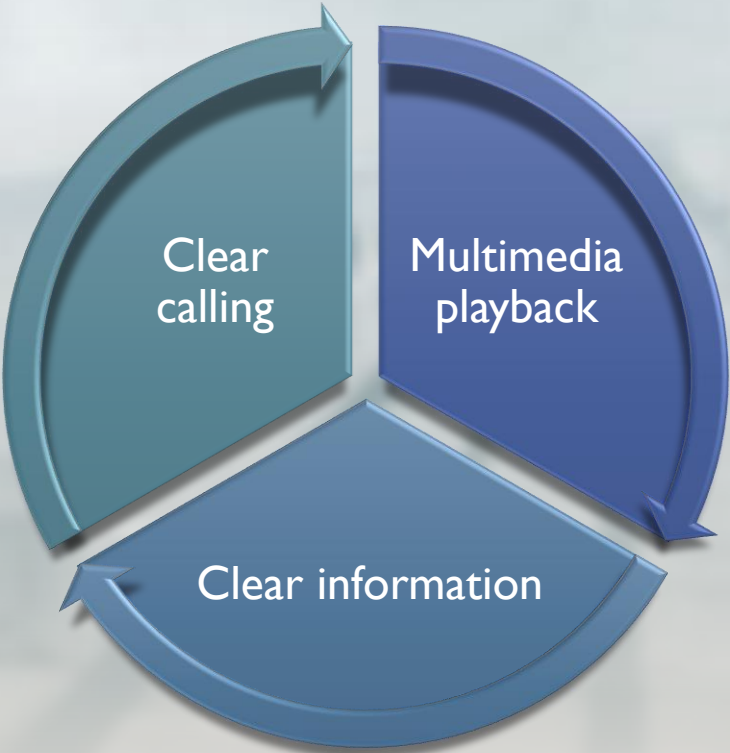 Clear
calling
Multimedia
playback
Clear information